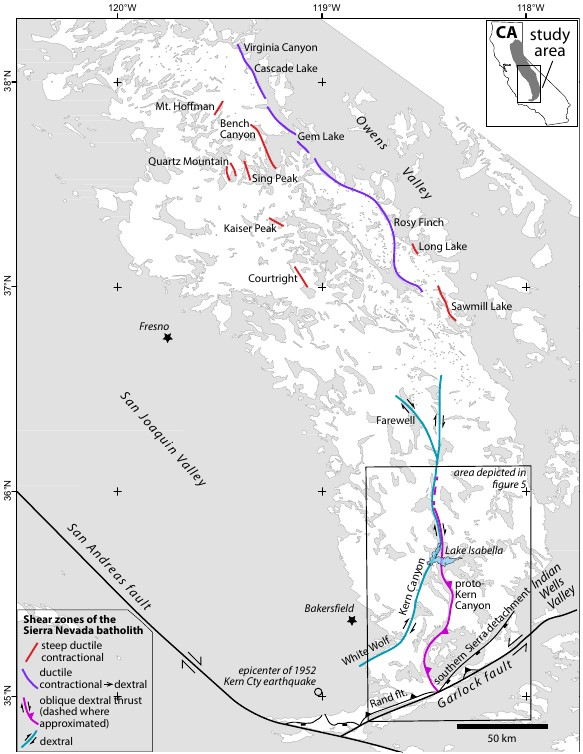 120°W
119°W
118°W
CA
study
area
38°N
Virginia Canyon
Cascade Lake
Mt. Hoffman
Bench
Canyon
Gem Lake
Owens
Valley
Quartz Mountain
Sing Peak
Kaiser Peak
Rosy Finch
Long Lake
Courtright
37°N
Sawmill Lake
Fresno
San Joaquin Valley
Farewell
area depicted in
figure 5
36°N
San Andreas fault
Lake Isabella
Kern Canyon
proto-
Kern
Canyon
Indian
Wells
Valley
Bakersfield
White Wolf
southern Sierra detachment
epicenter of 1952
Kern Cty earthquake
Rand flt.
Garlock fault
35°N
50 km
Shear zones of the
Sierra Nevada batholith
steep ductile
contractional
ductile
contractional → dextral
oblique dextral thrust
(dashed where
approximated)
dextral